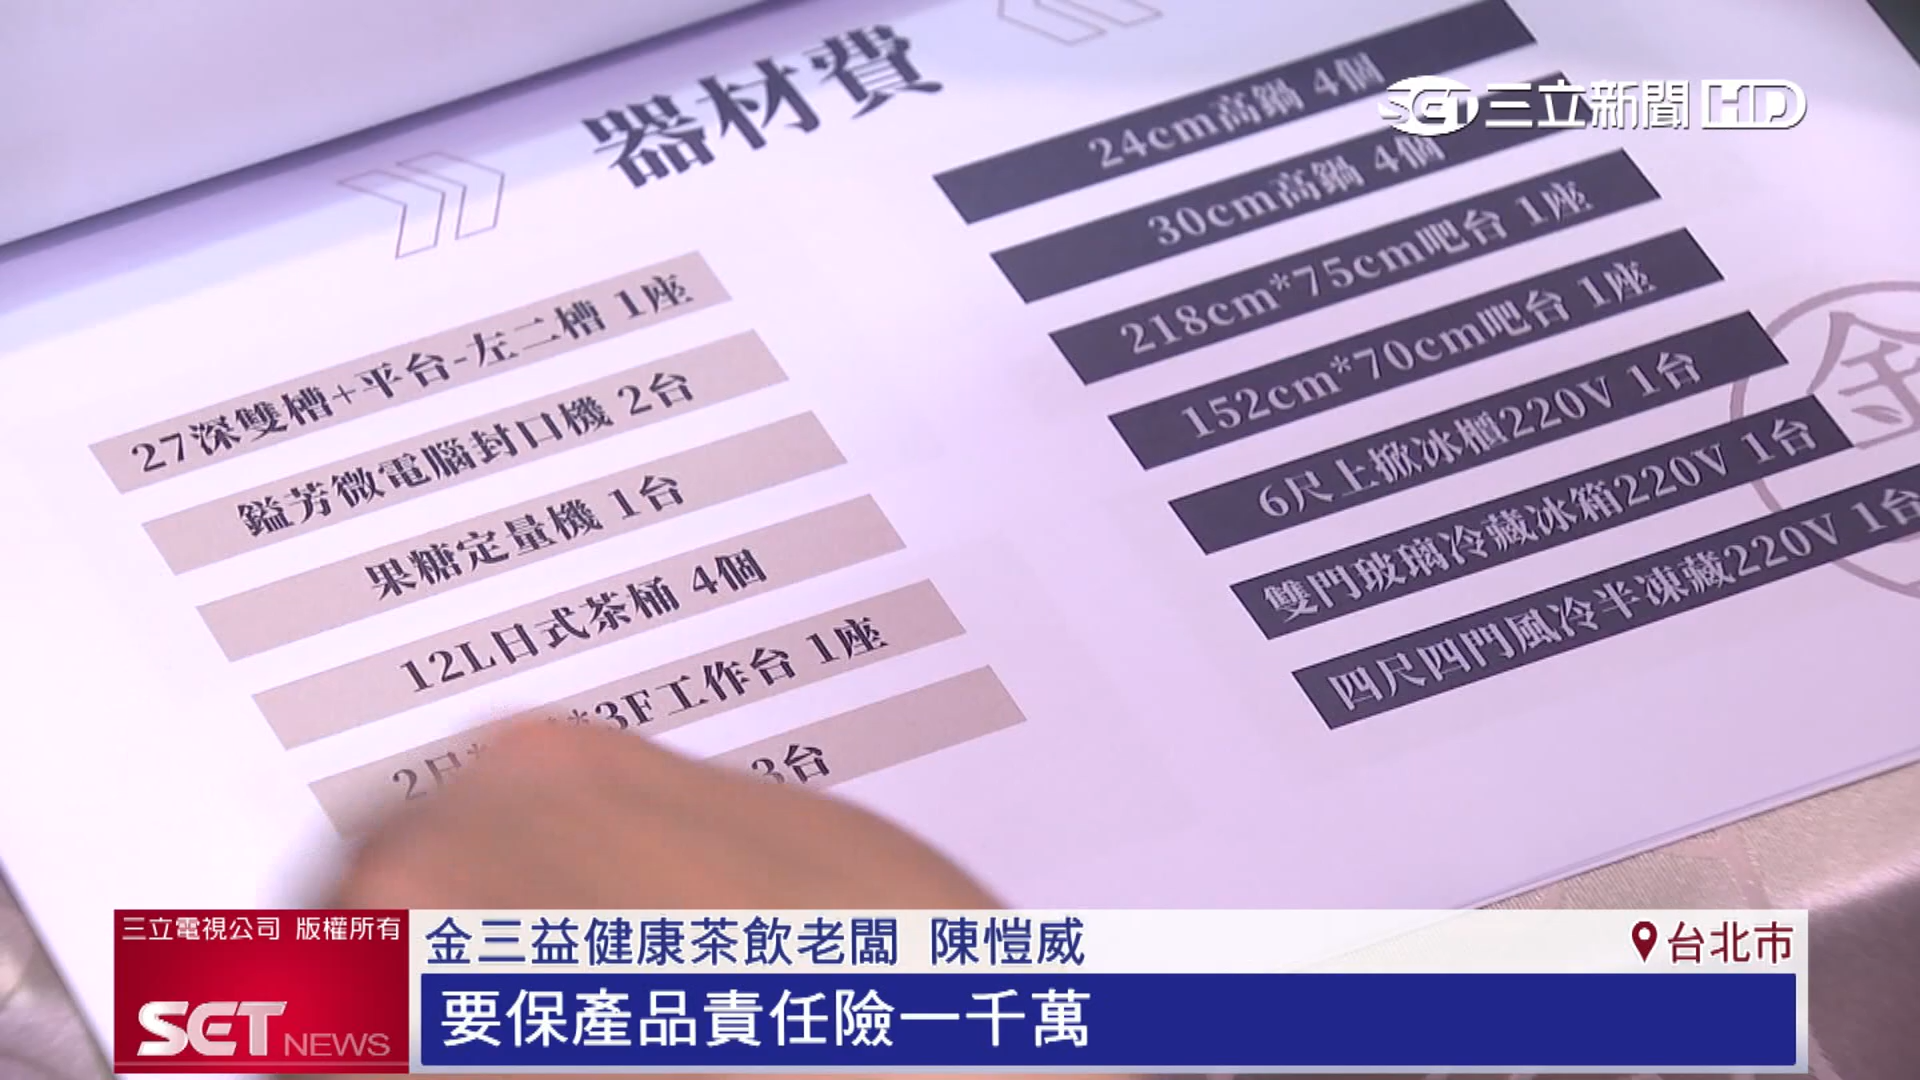 器材費
27深雙槽+平台-左二槽 1座
鎰芳微電腦封口機 2台
果糖定量機 1台
12L日式茶桶 4個
3F工作台 1座
3台
24cm高鍋 4個
30cm高鍋 4個
218cm*75cm吧台 1座
152cm*70cm吧台 1座
6尺上掀冰櫃220V 1台
雙門玻璃冷藏冰箱220V 1台
四尺四門風冷半凍藏220V 1台
金
SET三立新聞HD
三立電視公司 版權所有
SET NEWS
金三益健康茶飲老闆 陳愷威
台北市
要保產品責任險一千萬